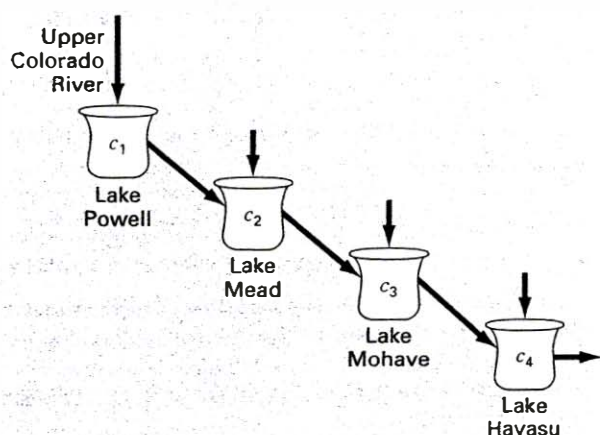 Upper
Colorado
River
c₁
Lake
Powell
c₂
Lake
Mead
c₃
Lake
Mohave
c₄
Lake
Havasu